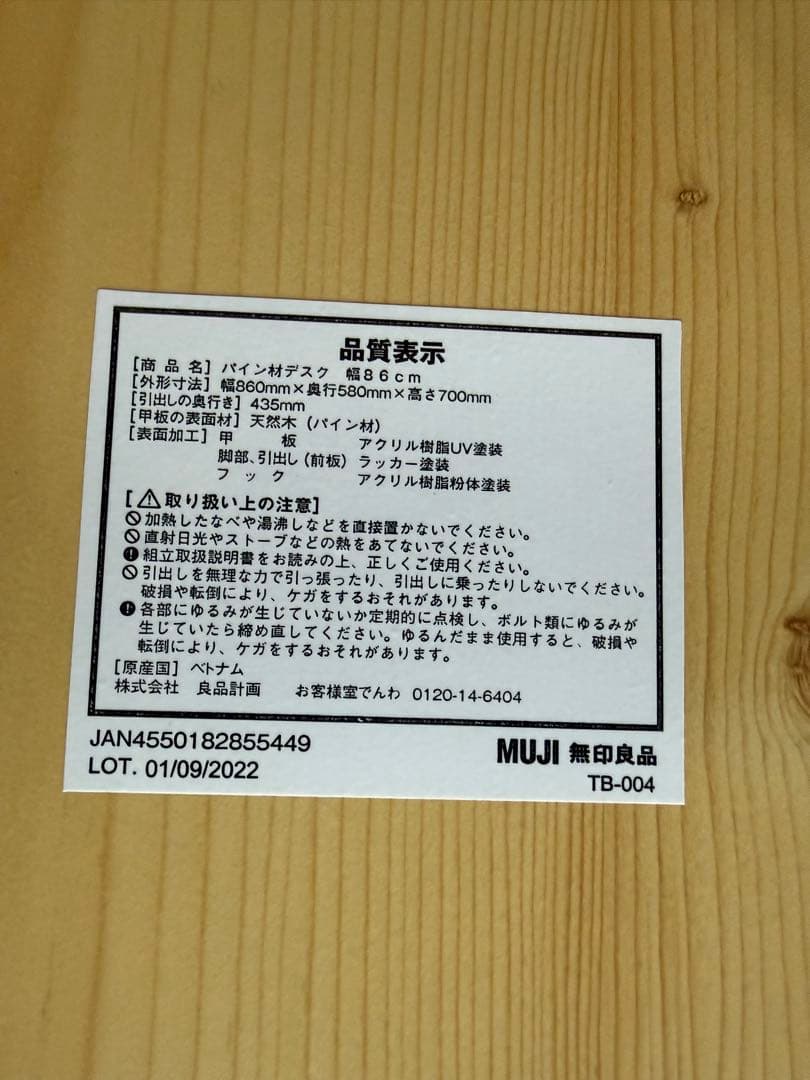 品質表示
[商品名] パイン材デスク 幅86cm
[外形寸法] 幅860mm×奥行580mm×高さ700mm
[引出しの奥行き] 435mm
[甲板の表面材] 天然木 (パイン材)
[表面加工] 甲 板 アクリル樹脂UV塗装
脚部、引出し(前板) ラッカー塗装
フック アクリル樹脂粉体塗装
[⚠取り扱い上の注意]
🚫加熱したなべや湯沸しなどを直接置かないでください。
🚫直射日光やストーブなどの熱をあてないでください。
❗組立取扱説明書をお読みの上、正しくご使用ください。
🚫引出しを無理な力で引っ張ったり、引出しに乗ったりしないでください。
破損や転倒により、ケガをするおそれがあります。
❗各部にゆるみが生じていないか定期的に点検し、ボルト類にゆるみが
生じていたら締め直してください。ゆるんだまま使用すると、破損や
転倒により、ケガをするおそれがあります。
[原産国] ベトナム
株式会社 良品計画 お客様室でんわ 0120-14-6404
JAN4550182855449 MUJI 無印良品
LOT. 01/09/2022 TB-004